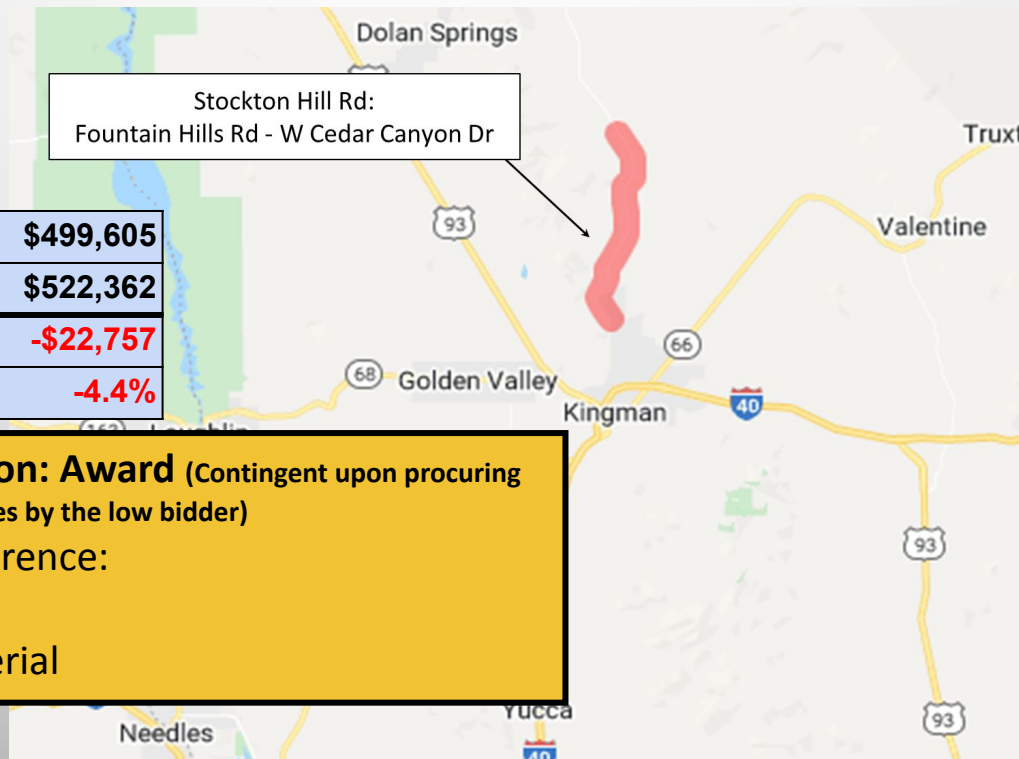 Dolan Springs
Stockton Hill Rd:
Fountain Hills Rd - W Cedar Canyon Dr
Truxt
93
Valentine
$499,605
$522,362
-$22,757
-4.4%
66
68
Golden Valley
Kingman
40
on: Award (Contingent upon procuring
es by the low bidder)
rence:
erial
93
Yucca
Needles
93
40